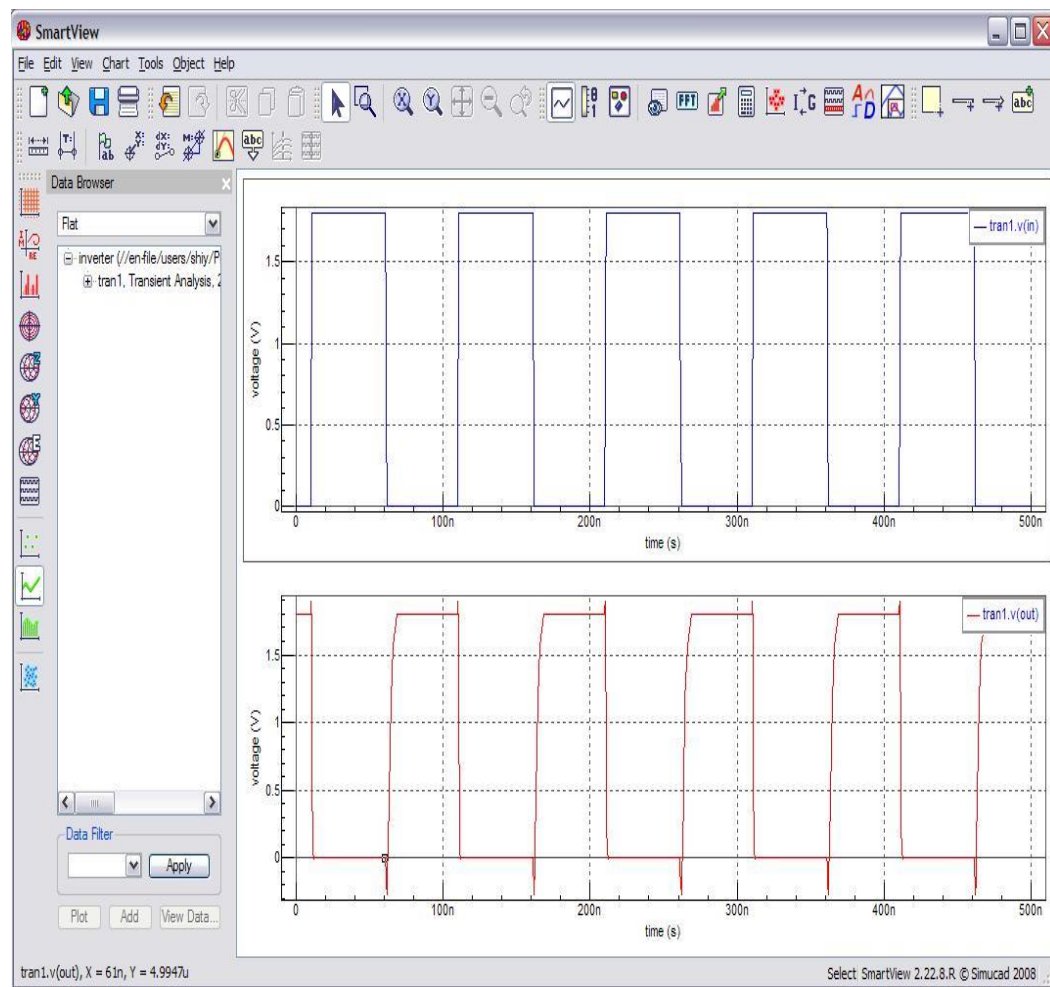 SmartView
File Edit View Chart Tools Object Help
Data Browser
Flat
inverter (//en-file/users/shiy/P
tran1, Transient Analysis, 2
Data Filter
Apply
Plot Add View Data...
tran1.v(in)
voltage (V)
1.5
1
0.5
0
0 100n 200n 300n 400n 500n
time (s)
tran1.v(out)
voltage (V)
1.5
1
0.5
0
0 100n 200n 300n 400n 500n
time (s)
tran1.v(out), X = 61n, Y = 4.9947u
Select SmartView 2.22.8.R © Simucad 2008